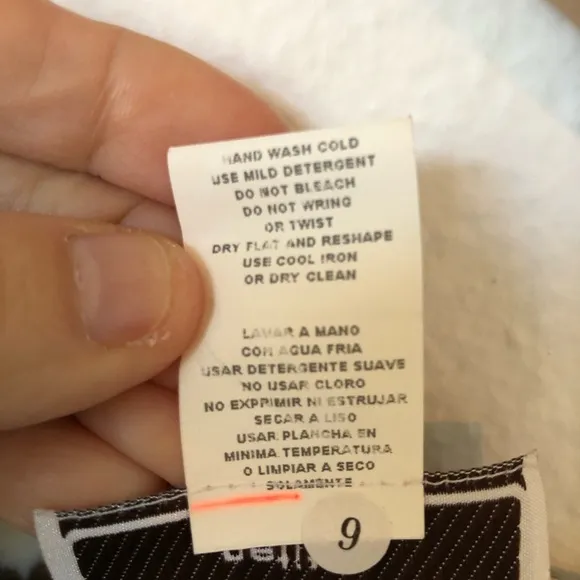 HAND WASH COLD
USE MILD DETERGENT
DO NOT BLEACH
DO NOT WRING
OR TWIST
DRY FLAT AND RESHAPE
USE COOL IRON
OR DRY CLEAN
LAVAR A MANO
CON AGUA FRIA
USAR DETERGENTE SUAVE
NO USAR CLORO
NO EXPRIMIR NI ESTRUJAR
SECAR A LISO
USAR PLANCHA EN
MINIMA TEMPERATURA
O LIMPIAR A SECO
SOLAMENTE
6